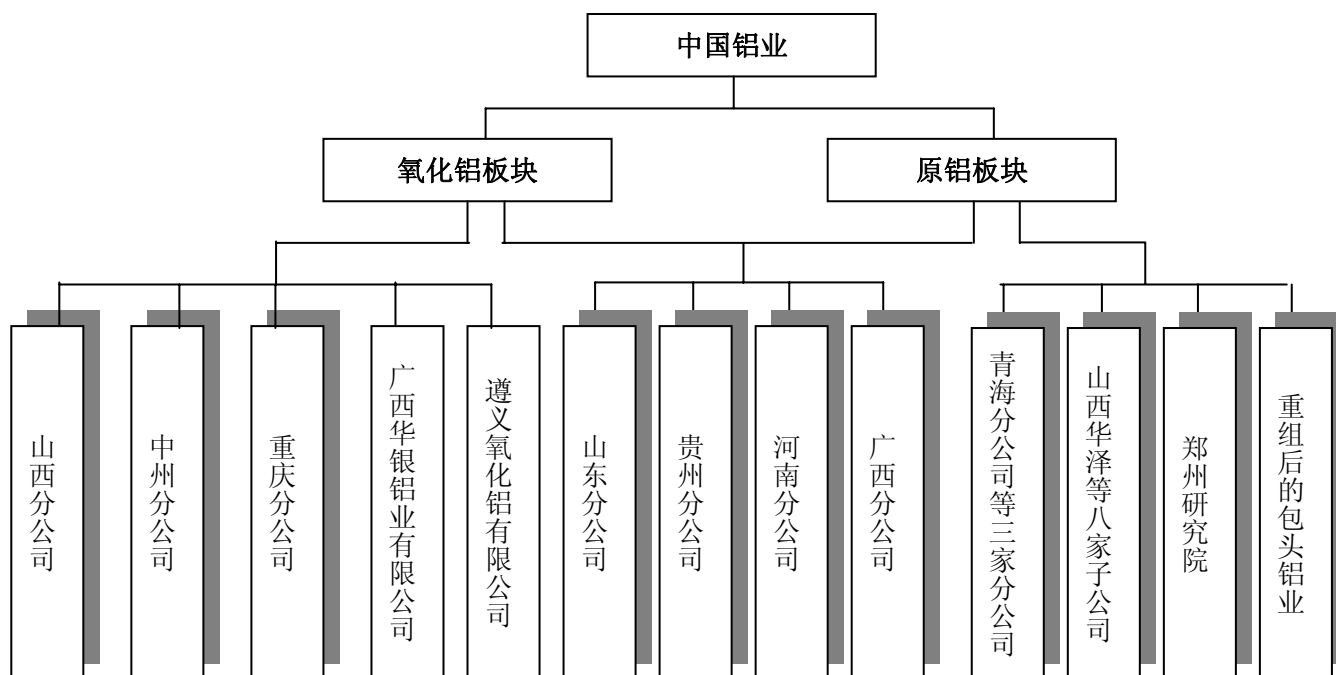 中国铝业
氧化铝板块
原铝板块
山西分公司
中州分公司
重庆分公司
广西华银铝业有限公司
遵义氧化铝有限公司
山东分公司
贵州分公司
河南分公司
广西分公司
青海分公司等三家分公司
山西华泽等八家子公司
郑州研究院
重组后的包头铝业